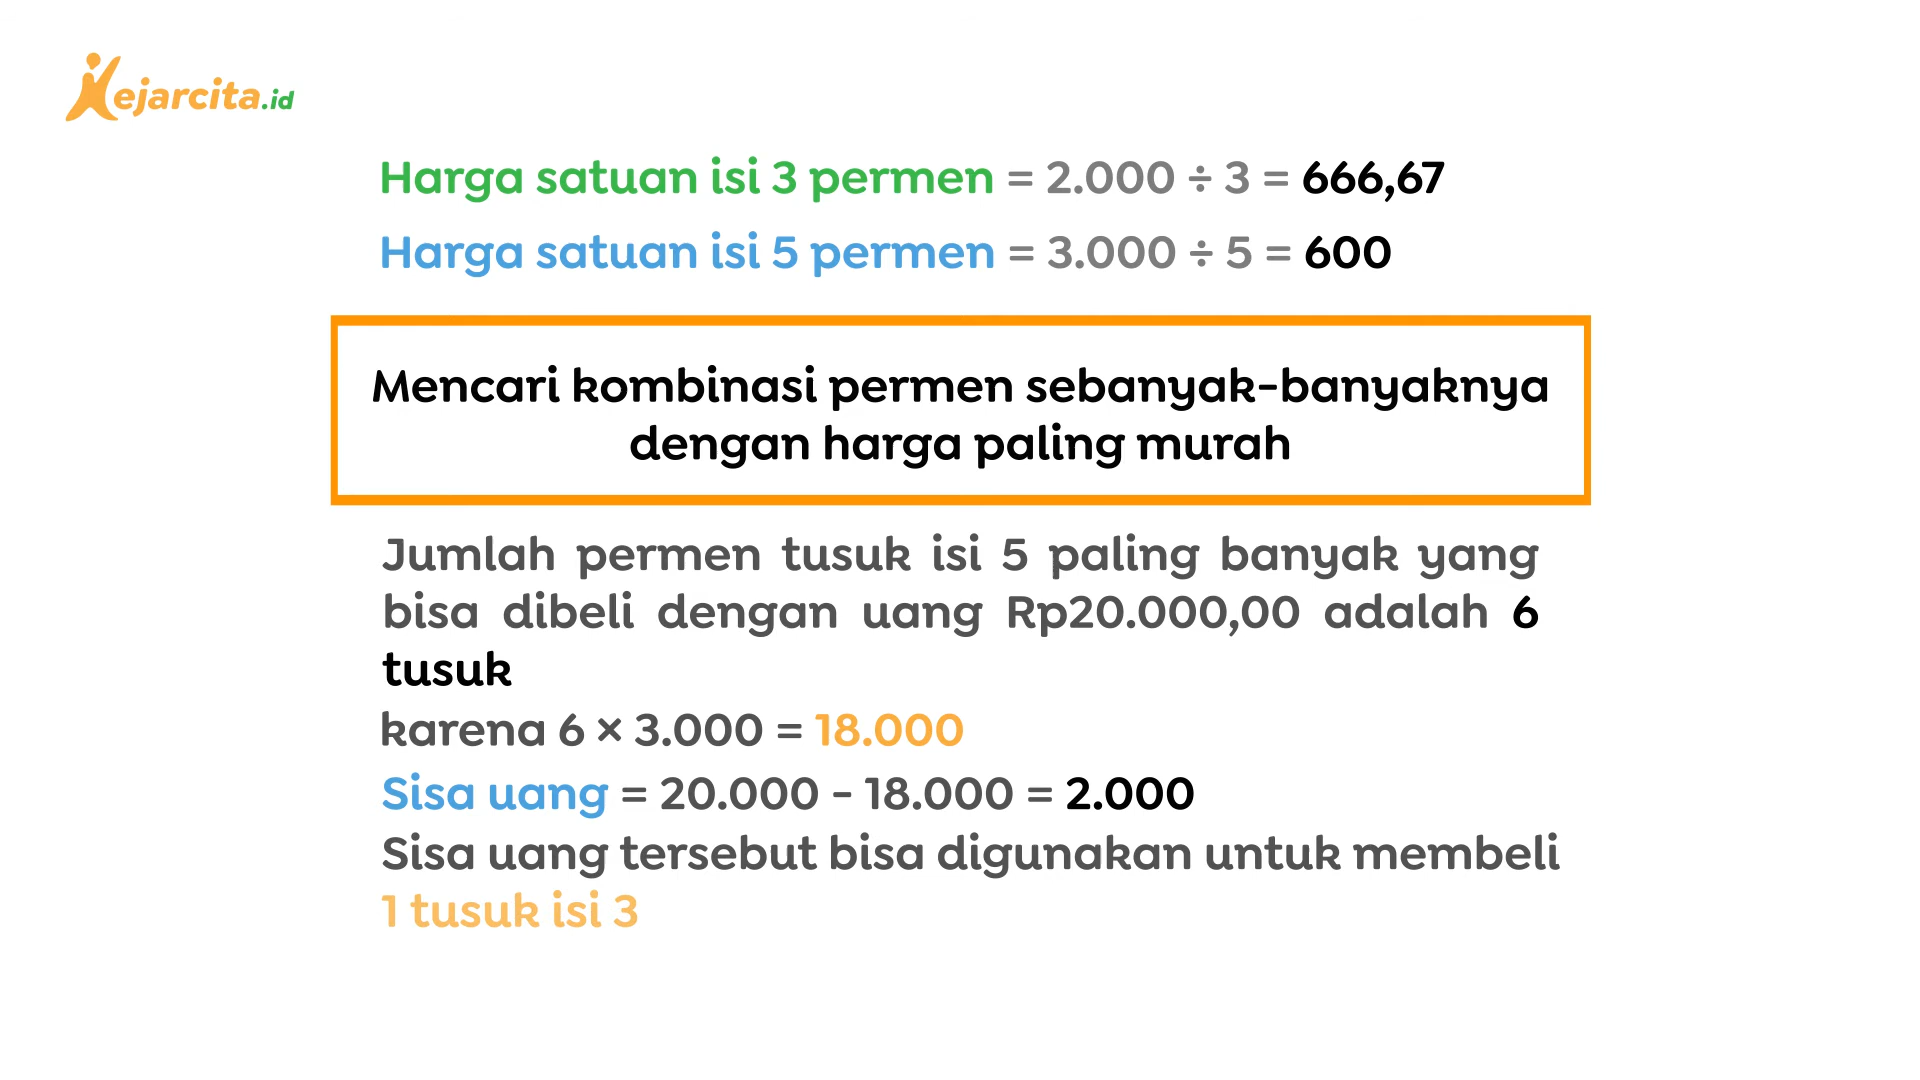 Kejarcita.id
Harga satuan isi 3 permen = 2.000 ÷ 3 = 666,67
Harga satuan isi 5 permen = 3.000 ÷ 5 = 600
Mencari kombinasi permen sebanyak-banyaknya
dengan harga paling murah
Jumlah permen tusuk isi 5 paling banyak yang
bisa dibeli dengan uang Rp20.000,00 adalah 6
tusuk
karena 6 × 3.000 = 18.000
Sisa uang = 20.000 - 18.000 = 2.000
Sisa uang tersebut bisa digunakan untuk membeli
1 tusuk isi 3